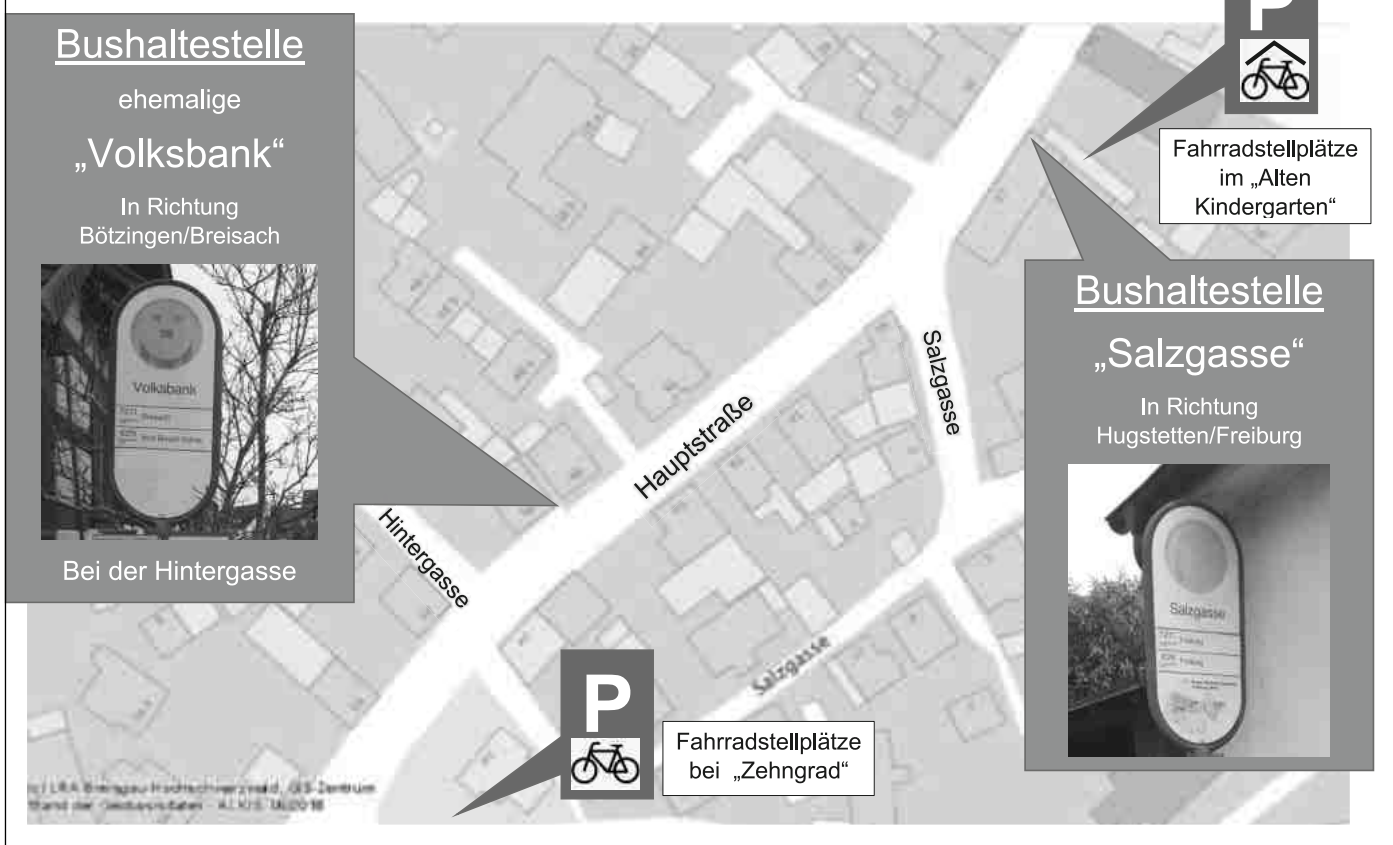 Bushaltestelle
ehemalige
„Volksbank“
In Richtung
Bötzingen/Breisach
Volksbank
Bei der Hintergasse
P
Fahrradstellplätze
im „Alten
Kindergarten“
Bushaltestelle
„Salzgasse“
In Richtung
Hugstetten/Freiburg
Salzgasse
Hauptstraße
Salzgasse
Hintergasse
Salzgasse
P
Fahrradstellplätze
bei „Zehngrad“